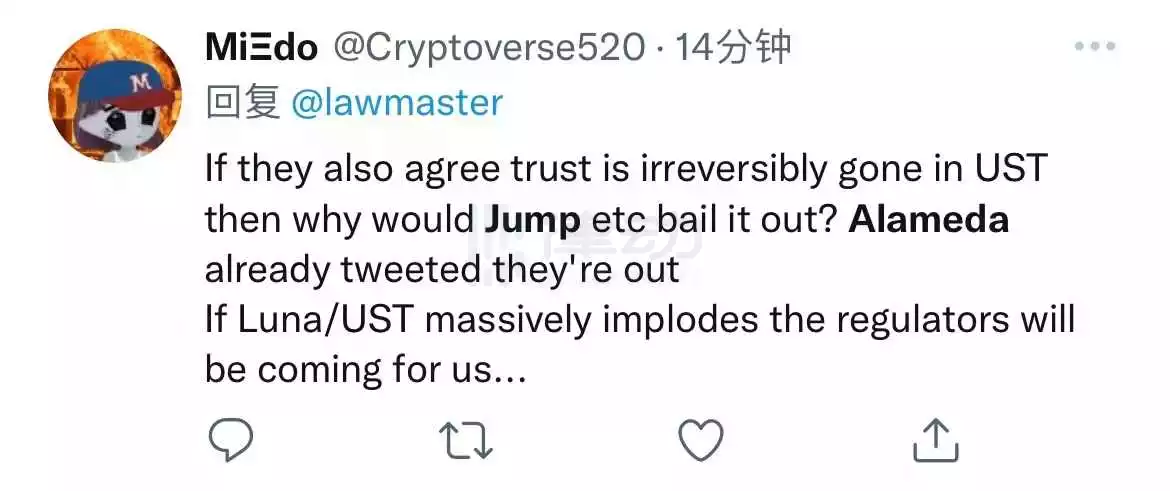 MiΞdo @Cryptoverse520 · 14分钟
回复 @lawmaster
If they also agree trust is irreversibly gone in UST
then why would Jump etc bail it out? Alameda
already tweeted they're out
If Luna/UST massively implodes the regulators will
be coming for us...